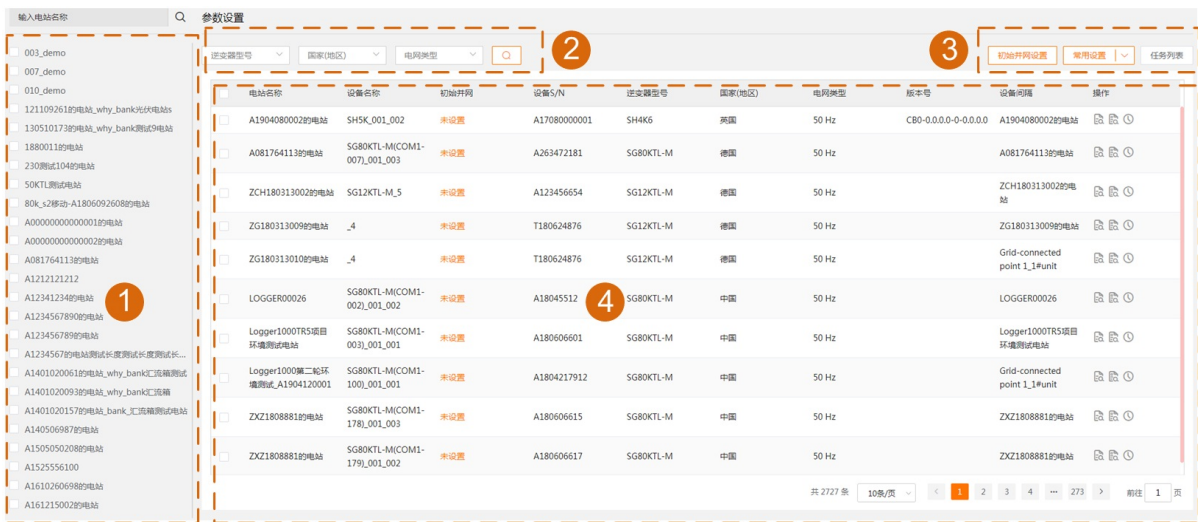 输入电站名称
参数设置
003_demo
007_demo
010_demo
121109261的电站_why_bank光伏电站s
130510173的电站_why_bank测试9电站
1880011的电站
230测试104的电站
50KTL测试电站
80k_s2移动-A1806092608的电站
A00000000000001的电站
A00000000000002的电站
A081764113的电站
A1212121212
A12341234的电站
A1234567890的电站
A123456789的电站
A1234567的电站测试长度测试长度测试长...
A1401020061的电站_why_bank汇流箱测试
A1401020093的电站_why_bank汇流箱
A1401020157的电站_bank_汇流箱测试电站
A140506987的电站
A1505050208的电站
A1525556100
A1610260698的电站
A161215002的电站
1
逆变器型号 国家(地区) 电网类型
2
3
初始并网设置 常用设置 任务列表
电站名称 设备名称 初始并网 设备S/N 逆变器型号 国家(地区) 电网类型 版本号 设备间隔 操作
A1904080002的电站 SH5K_001_002 未设置 A17080000001 SH4K6 英国 50 Hz CB0-0.0.0.0-0-0.0.0.0 A1904080002的电站
A081764113的电站 SG80KTL-M(COM1-007)_001_003 未设置 A263472181 SG80KTL-M 德国 50 Hz A081764113的电站
ZCH180313002的电站 SG12KTL-M_5 未设置 A123456654 SG12KTL-M 德国 50 Hz ZCH180313002的电站
ZG180313009的电站 _4 未设置 T180624876 SG12KTL-M 德国 50 Hz ZG180313009的电站
ZG180313010的电站 _4 未设置 T180624876 SG12KTL-M 德国 50 Hz Grid-connected point 1_1#unit
LOGGER00026 SG80KTL-M(COM1-002)_001_002 未设置 A18045512 SG80KTL-M 中国 50 Hz LOGGER00026
4
Logger1000TR5项目环境测试电站 SG80KTL-M(COM1-003)_001_001 未设置 A180606601 SG80KTL-M 中国 50 Hz Logger1000TR5项目环境测试电站
Logger1000第二轮环境测试_A1904120001 SG80KTL-M(COM1-100)_001_001 未设置 A1804217912 SG80KTL-M 中国 50 Hz Grid-connected point 1_1#unit
ZXZ1808881的电站 SG80KTL-M(COM1-178)_001_003 未设置 A180606615 SG80KTL-M 中国 50 Hz ZXZ1808881的电站
ZXZ1808881的电站 SG80KTL-M(COM1-179)_001_002 未设置 A180606617 SG80KTL-M 中国 50 Hz ZXZ1808881的电站
共 2727 条 10条/页 < 1 2 3 4 ··· 273 > 前往 1 页